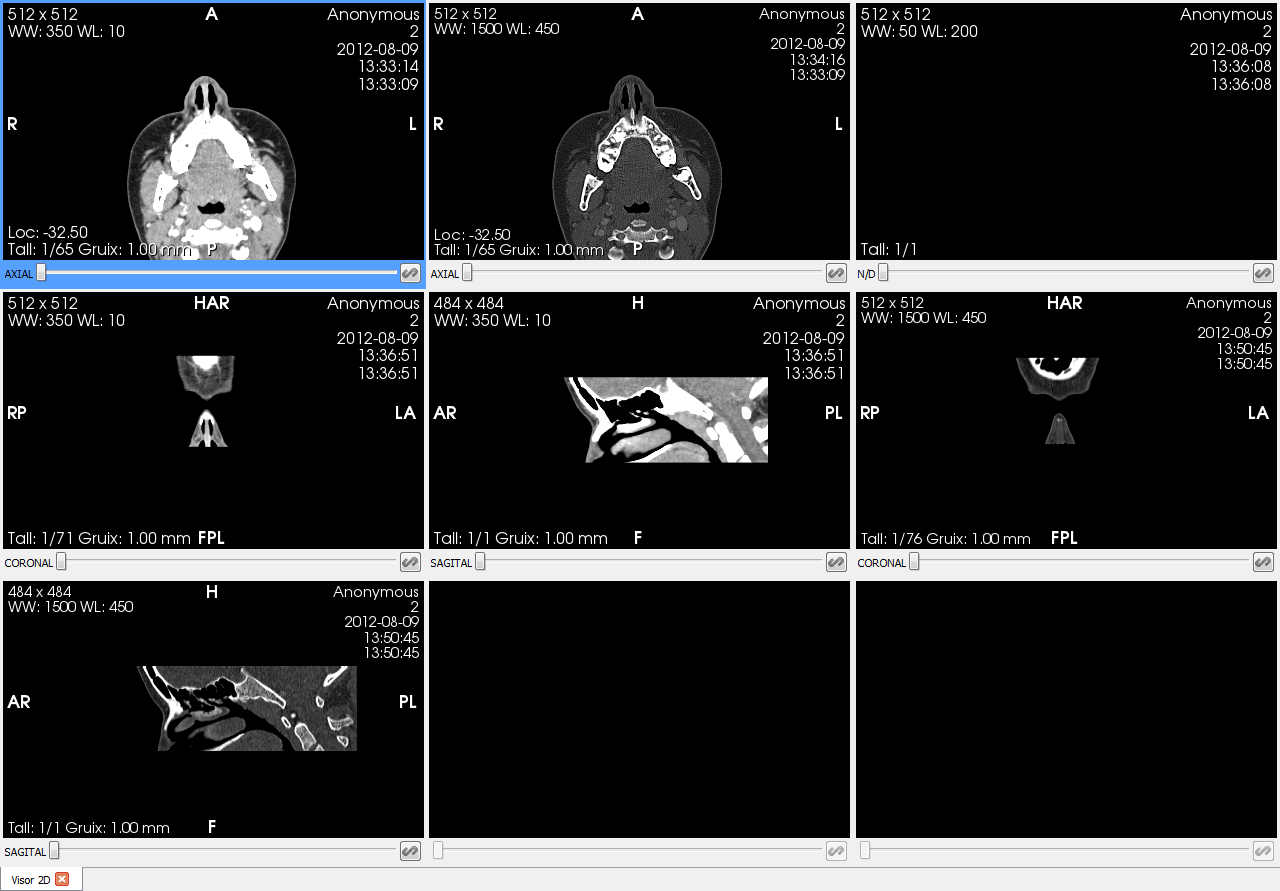 512 x 512
A
Anonymous
WW: 350 WL: 10
2
2012-08-09
13:33:14
13:33:09
R
L
Loc: -32.50
Tall: 1/65 Gruix: 1.00 mm
P
AXIAL
512 x 512
A
Anonymous
WW: 1500 WL: 450
2
2012-08-09
13:34:16
13:33:09
R
L
Loc: -32.50
Tall: 1/65 Gruix: 1.00 mm
P
AXIAL
512 x 512
Anonymous
WW: 50 WL: 200
2
2012-08-09
13:36:08
13:36:08
Tall: 1/1
N/D
512 x 512
HAR
Anonymous
WW: 350 WL: 10
2
2012-08-09
13:36:51
13:36:51
RP
LA
Tall: 1/71 Gruix: 1.00 mm
FPL
CORONAL
484 x 484
H
Anonymous
WW: 350 WL: 10
2
2012-08-09
13:36:51
13:36:51
AR
PL
Tall: 1/1 Gruix: 1.00 mm
F
SAGITAL
512 x 512
HAR
Anonymous
WW: 1500 WL: 450
2
2012-08-09
13:50:45
13:50:45
RP
LA
Tall: 1/76 Gruix: 1.00 mm
FPL
CORONAL
484 x 484
H
Anonymous
WW: 1500 WL: 450
2
2012-08-09
13:50:45
13:50:45
AR
PL
Tall: 1/1 Gruix: 1.00 mm
F
SAGITAL
Visor 2D